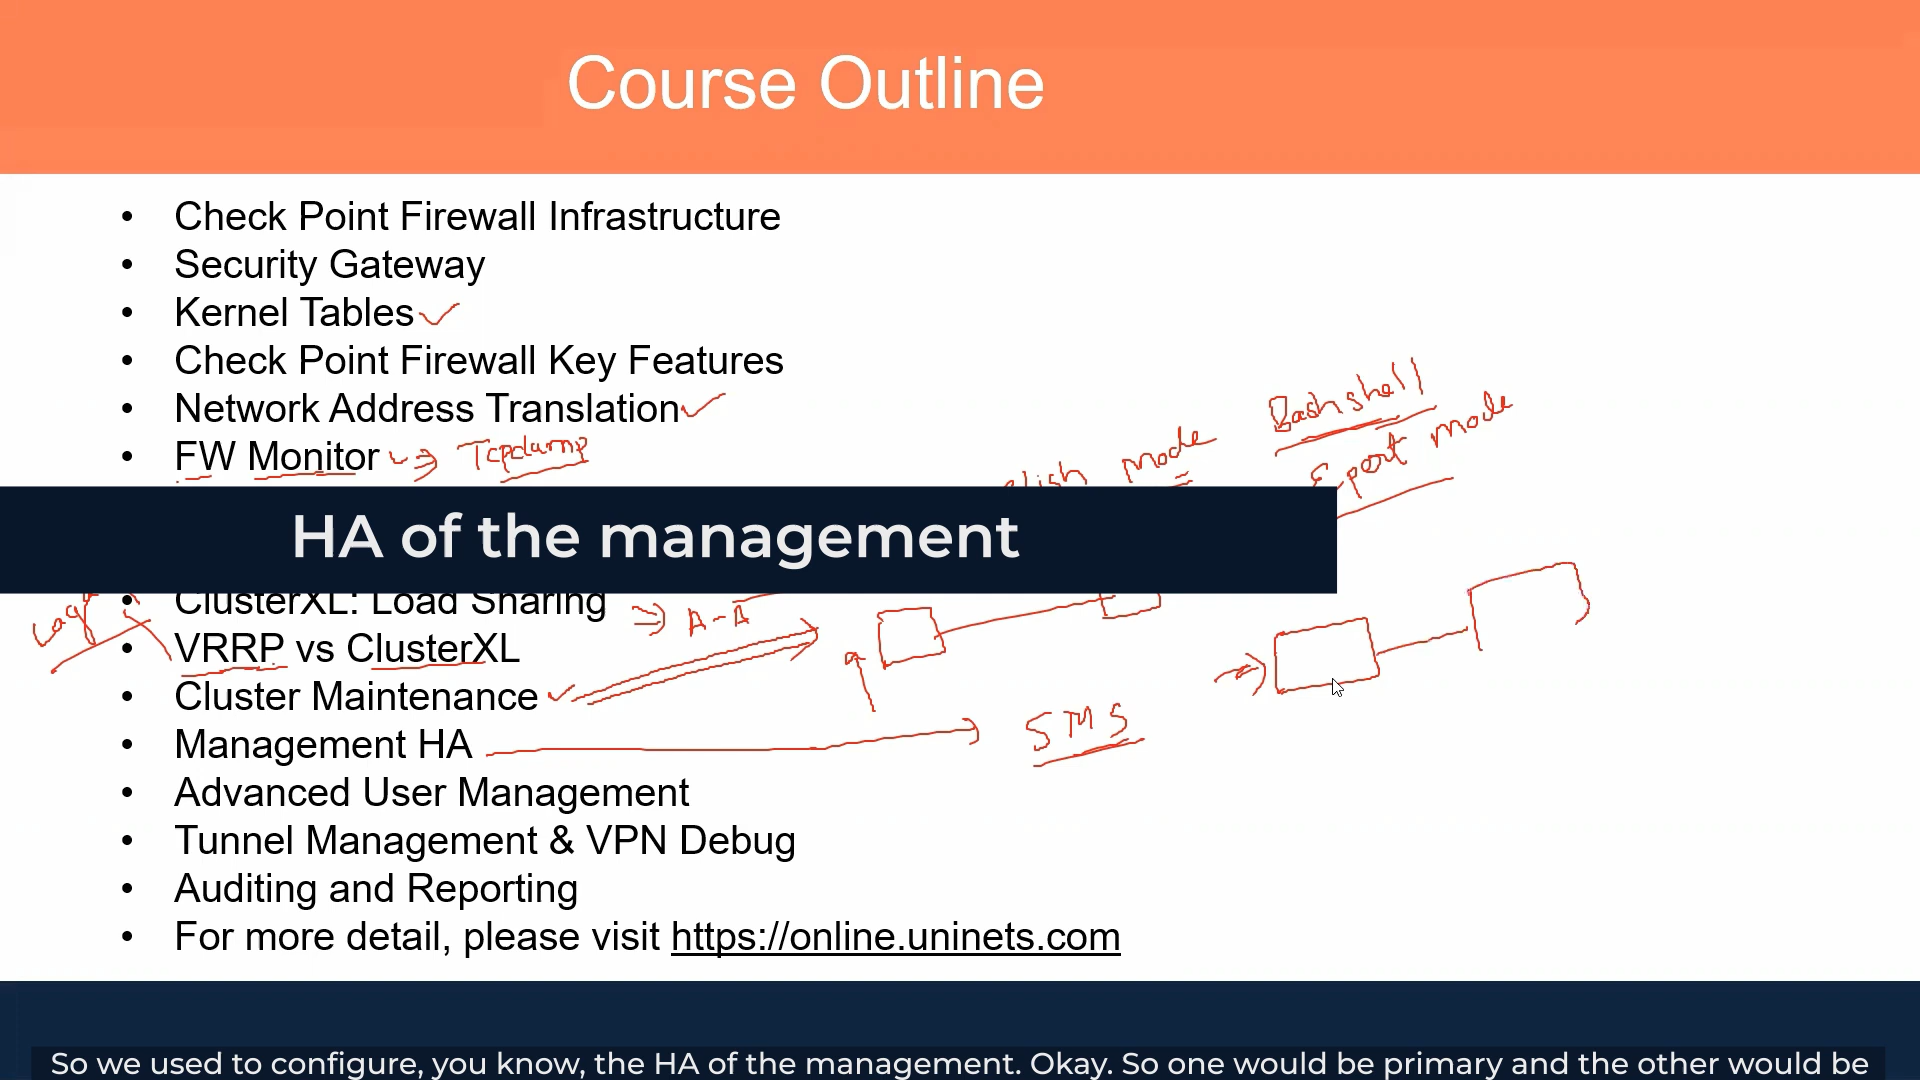 Course Outline
• Check Point Firewall Infrastructure
• Security Gateway
• Kernel Tables
• Check Point Firewall Key Features
• Network Address Translation
Bashshell
• FW Monitor Tcpdump
mode
Expert mode
HA of the management
• ClusterXL: Load Sharing A-A
• VRRP vs ClusterXL
• Cluster Maintenance
• Management HA SMS
• Advanced User Management
• Tunnel Management & VPN Debug
• Auditing and Reporting
• For more detail, please visit https://online.uninets.com
So we used to configure, you know, the HA of the management. Okay. So one would be primary and the other would be